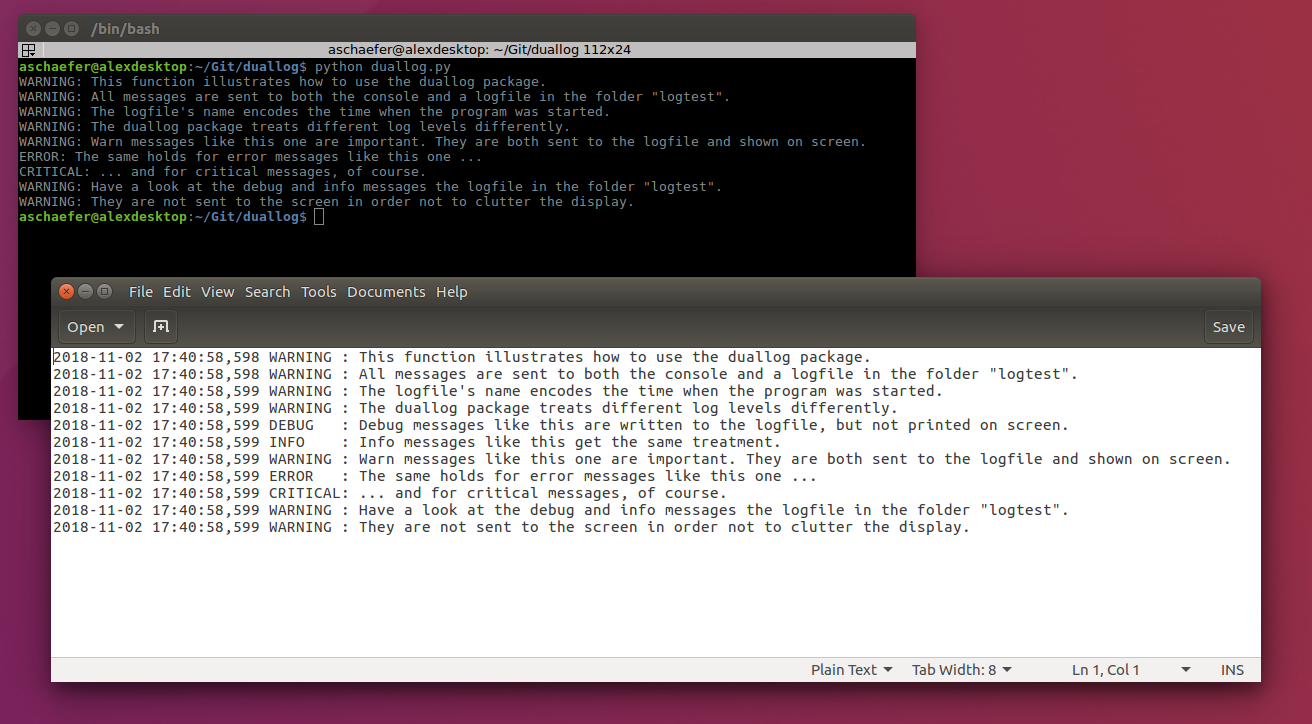 /bin/bash
aschaefer@alexdesktop: ~/Git/duallog 112x24
aschaefer@alexdesktop:~/Git/duallog$ python duallog.py
WARNING: This function illustrates how to use the duallog package.
WARNING: All messages are sent to both the console and a logfile in the folder "logtest".
WARNING: The logfile's name encodes the time when the program was started.
WARNING: The duallog package treats different log levels differently.
WARNING: Warn messages like this one are important. They are both sent to the logfile and shown on screen.
ERROR: The same holds for error messages like this one ...
CRITICAL: ... and for critical messages, of course.
WARNING: Have a look at the debug and info messages the logfile in the folder "logtest".
WARNING: They are not sent to the screen in order not to clutter the display.
aschaefer@alexdesktop:~/Git/duallog$
File Edit View Search Tools Documents Help
Open Save
2018-11-02 17:40:58,598 WARNING : This function illustrates how to use the duallog package.
2018-11-02 17:40:58,598 WARNING : All messages are sent to both the console and a logfile in the folder "logtest".
2018-11-02 17:40:58,599 WARNING : The logfile's name encodes the time when the program was started.
2018-11-02 17:40:58,599 WARNING : The duallog package treats different log levels differently.
2018-11-02 17:40:58,599 DEBUG   : Debug messages like this are written to the logfile, but not printed on screen.
2018-11-02 17:40:58,599 INFO    : Info messages like this get the same treatment.
2018-11-02 17:40:58,599 WARNING : Warn messages like this one are important. They are both sent to the logfile and shown on screen.
2018-11-02 17:40:58,599 ERROR   : The same holds for error messages like this one ...
2018-11-02 17:40:58,599 CRITICAL: ... and for critical messages, of course.
2018-11-02 17:40:58,599 WARNING : Have a look at the debug and info messages the logfile in the folder "logtest".
2018-11-02 17:40:58,599 WARNING : They are not sent to the screen in order not to clutter the display.
Plain Text Tab Width: 8 Ln 1, Col 1 INS